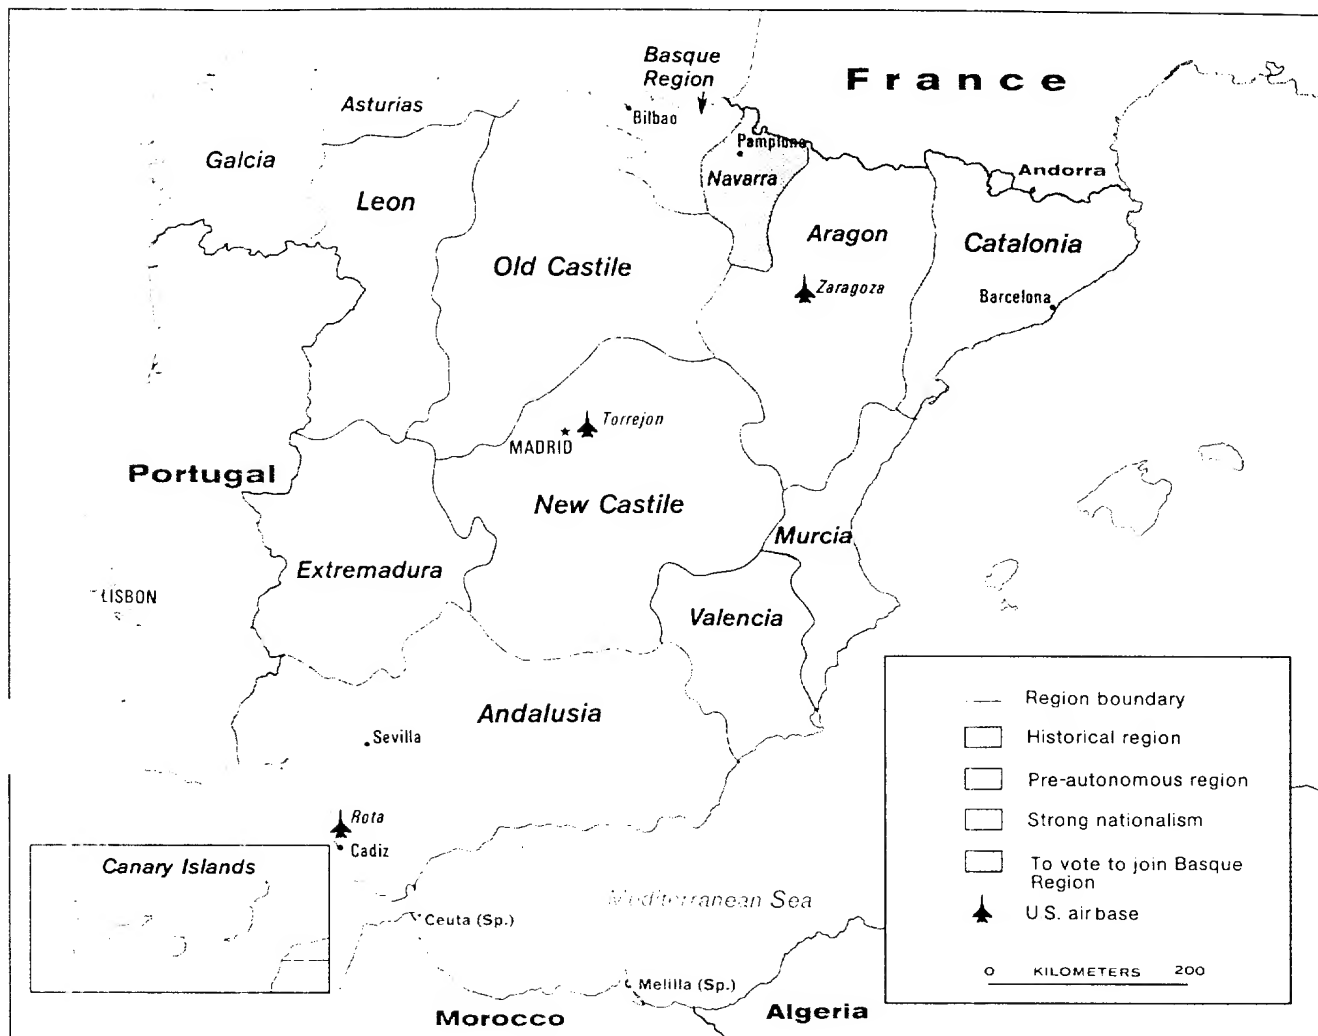 Basque
Region
France
Asturias
Bilbao
Pamplona
Galcia
Andorra
Navarra
Leon
Aragon
Catalonia
Old Castile
Zaragoza
Barcelona
Torrejon
MADRID
Portugal
New Castile
Murcia
Extremadura
LISBON
Valencia
Andalusia
Sevilla
Rota
Cadiz
Canary Islands
Mediterranean Sea
Ceuta (Sp.)
Melilla (Sp.)
Morocco
Algeria
Region boundary
Historical region
Pre-autonomous region
Strong nationalism
To vote to join Basque
Region
U.S. air base
0 KILOMETERS 200